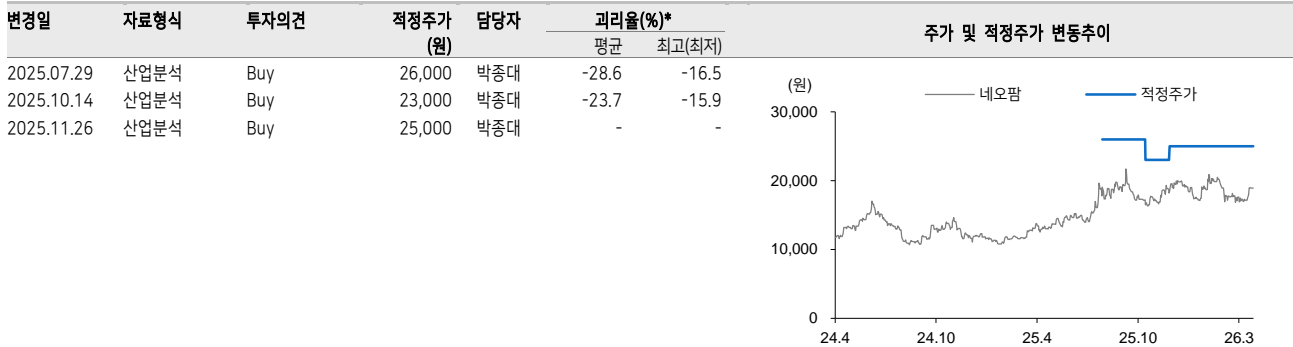 변경일 자료형식 투자의견 적정주가 담당자 괴리율(%)* 주가 및 적정주가 변동추이
(원) 평균 최고(최저)
2025.07.29 산업분석 Buy 26,000 박종대 -28.6 -16.5
2025.10.14 산업분석 Buy 23,000 박종대 -23.7 -15.9
2025.11.26 산업분석 Buy 25,000 박종대 - -
(원) 네오팜 적정주가
30,000
20,000
10,000
0
24.4 24.10 25.4 25.10 26.3